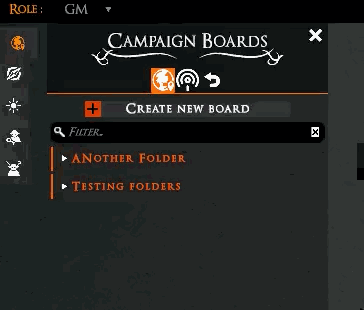 Role: GM
Campaign Boards
Create new board
Filter..
ANother Folder
Testing folders